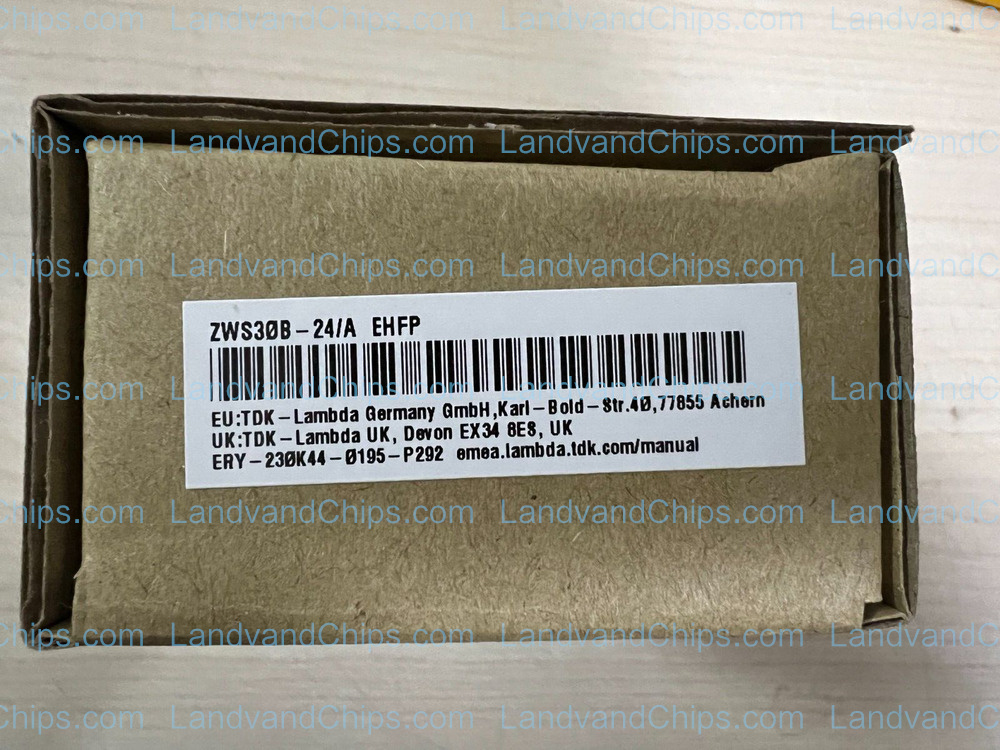 ZWS30B-24/A EHFP
EU:TDK-Lambda Germany GmbH,Karl-Bold-Str.40,77855 Achern
UK:TDK-Lambda UK, Devon EX34 8ES, UK
ERY-230K44-0195-P292 emea.lambda.tdk.com/manual
LandvandChips.com